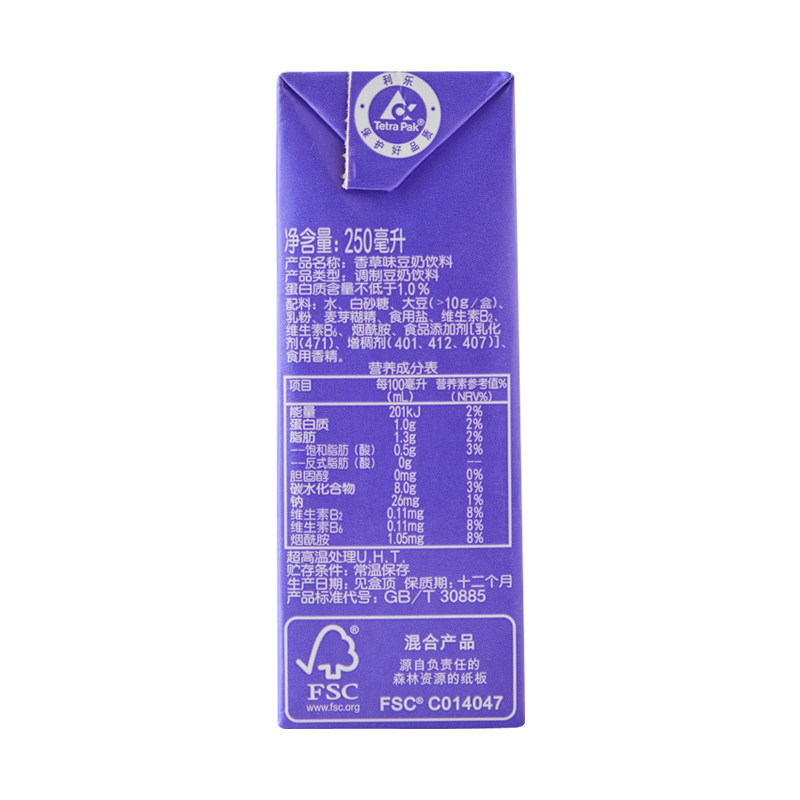 利乐
Tetra Pak®
保护好品质
净含量: 250毫升
产品名称: 香草味豆奶饮料
产品类型: 调制豆奶饮料
蛋白质含量不低于1.0%
配料: 水、白砂糖、大豆(>10g/盒)、
乳粉、麦芽糊精、食用盐、维生素B₂、
维生素B₆、烟酰胺、食品添加剂[乳化
剂(471)、增稠剂(401、412、407)]、
食用香精。
营养成分表
项目 每100毫升 营养素参考值%
(mL) (NRV%)
能量 201kJ 2%
蛋白质 1.0g 2%
脂肪 1.3g 2%
--饱和脂肪(酸) 0.5g 3%
--反式脂肪(酸) 0g --
胆固醇 0mg 0%
碳水化合物 8.0g 3%
钠 26mg 1%
维生素B₂ 0.11mg 8%
维生素B₆ 0.11mg 8%
烟酰胺 1.05mg 8%
超高温处理U.H.T.
贮存条件: 常温保存
生产日期: 见盒顶 保质期: 十二个月
产品标准代号: GB/T 30885
®
FSC
www.fsc.org
混合产品
源自负责任的
森林资源的纸板
FSC® C014047